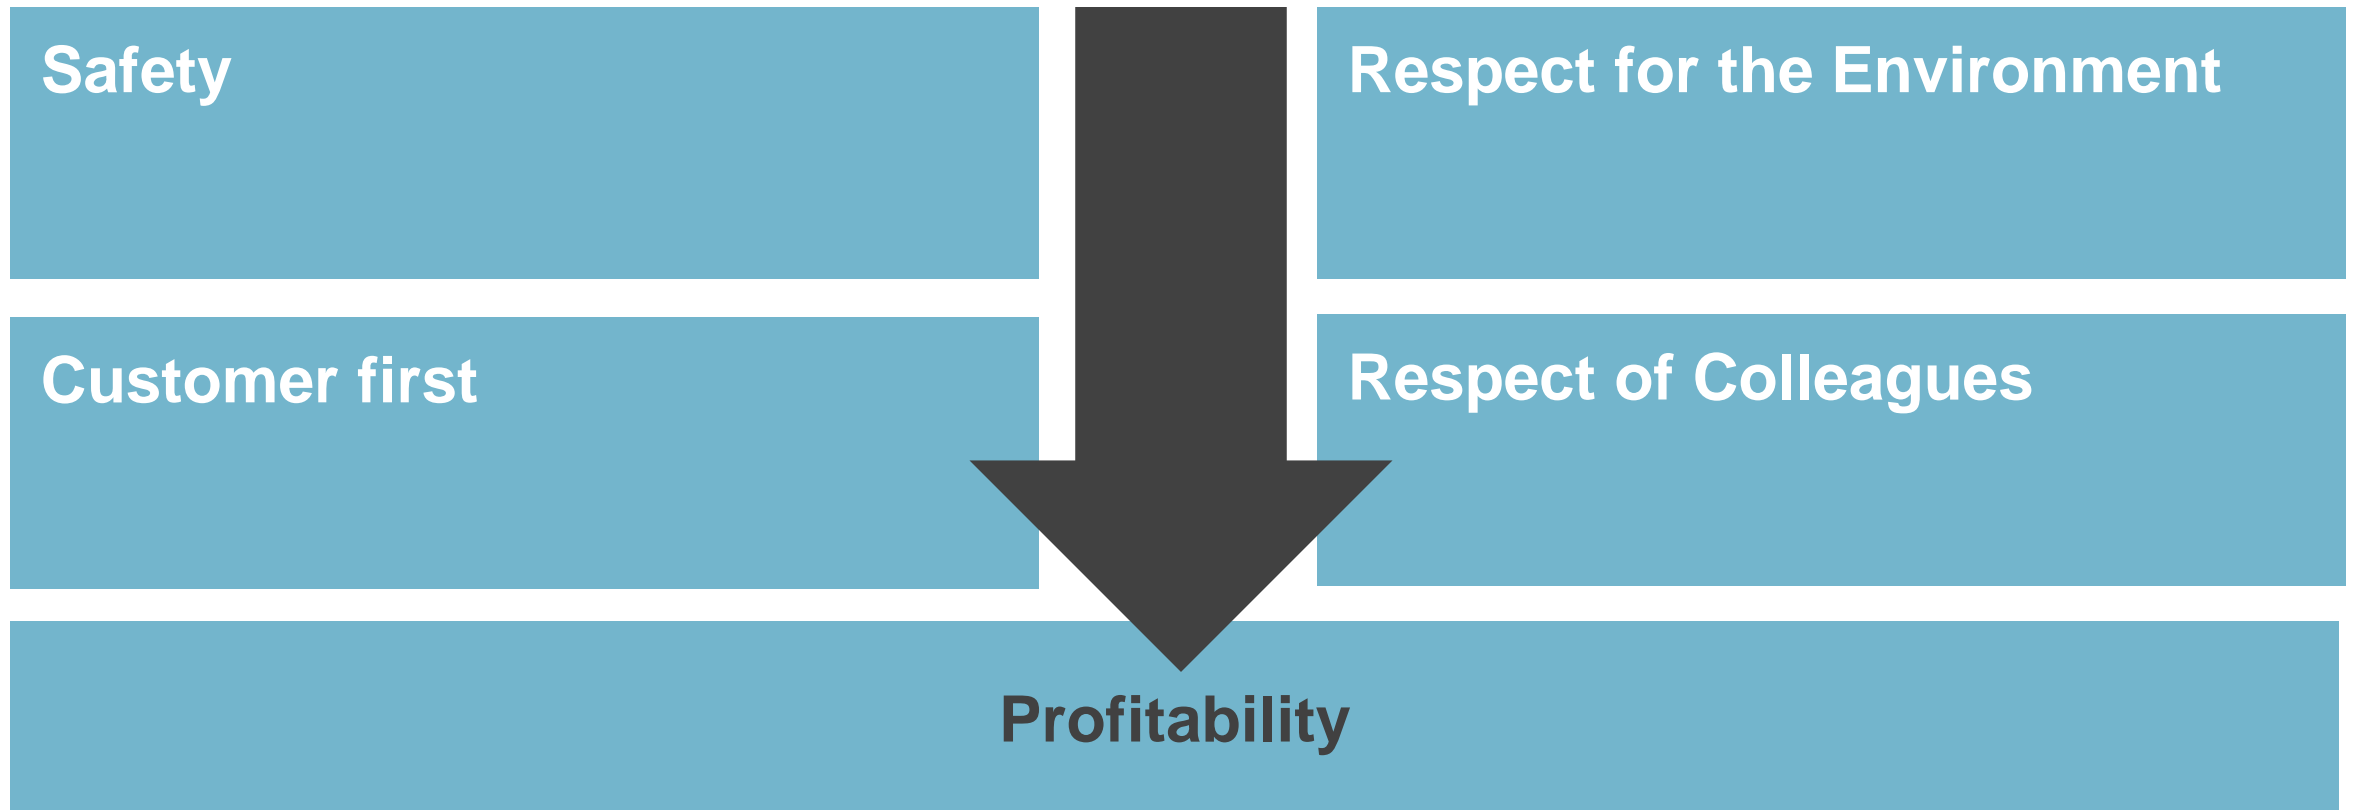 Safety
Respect for the Environment
Customer first
Respect of Colleagues
Profitability